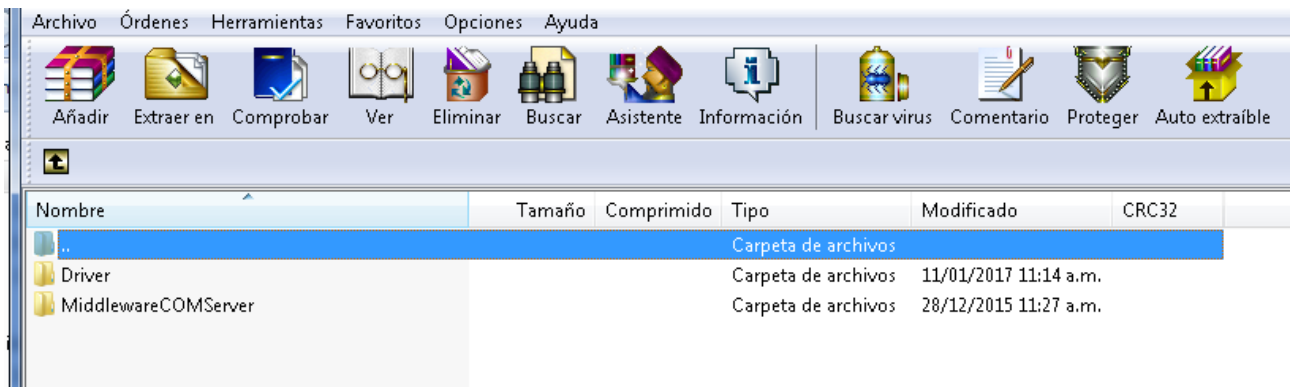 Archivo Órdenes Herramientas Favoritos Opciones Ayuda
Añadir Extraer en Comprobar Ver Eliminar Buscar Asistente Información Buscar virus Comentario Proteger Auto extraíble
Nombre Tamaño Comprimido Tipo Modificado CRC32
.. Carpeta de archivos
Driver Carpeta de archivos 11/01/2017 11:14 a.m.
MiddlewareCOMServer Carpeta de archivos 28/12/2015 11:27 a.m.